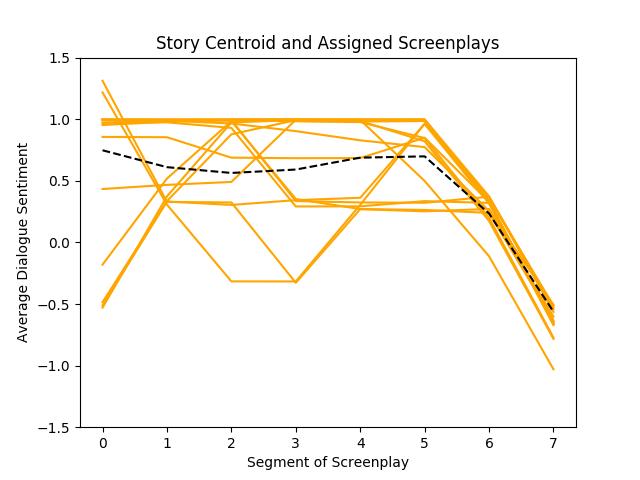 Story Centroid and Assigned Screenplays
1.5
1.0
0.5
0.0
−0.5
−1.0
−1.5
Average Dialogue Sentiment
0 1 2 3 4 5 6 7
Segment of Screenplay